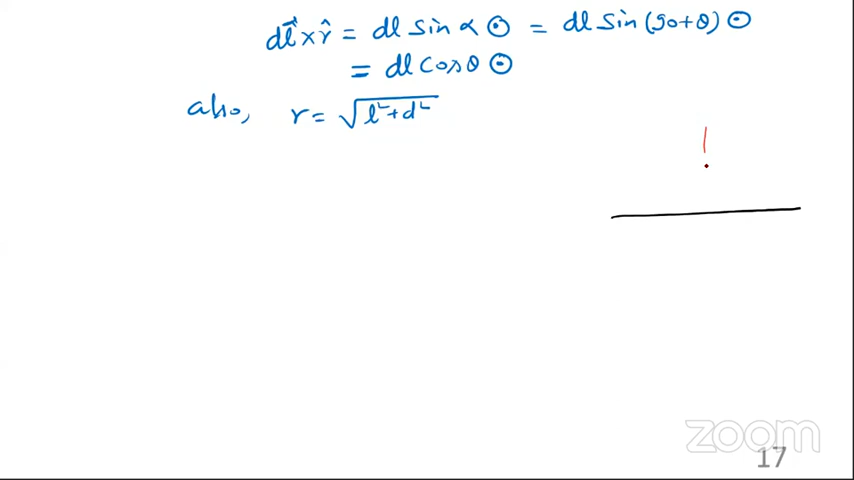 dl⃗ × r̂ = dl Sin α ⊙ = dl Sin (90+θ) ⊙
= dl Cos θ ⊙
also, r = √(l²+d²)
zoom
17